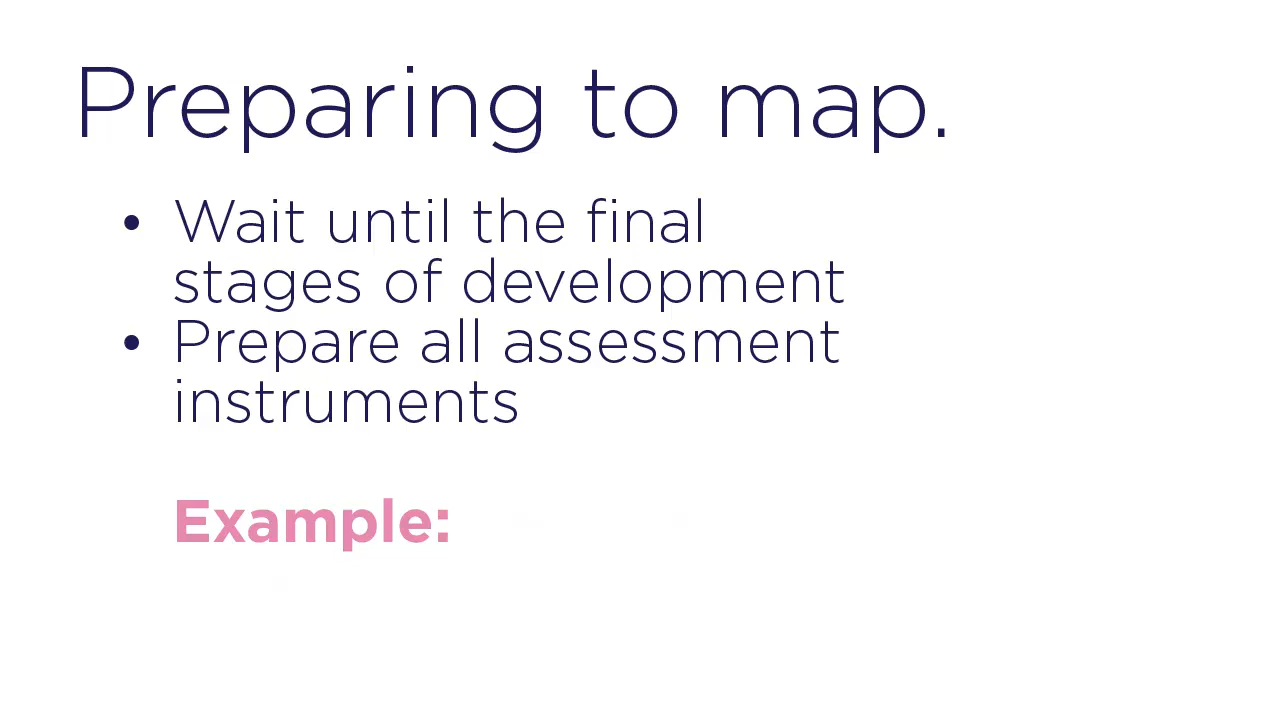 Preparing to map.
• Wait until the final
stages of development
• Prepare all assessment
instruments
Example: